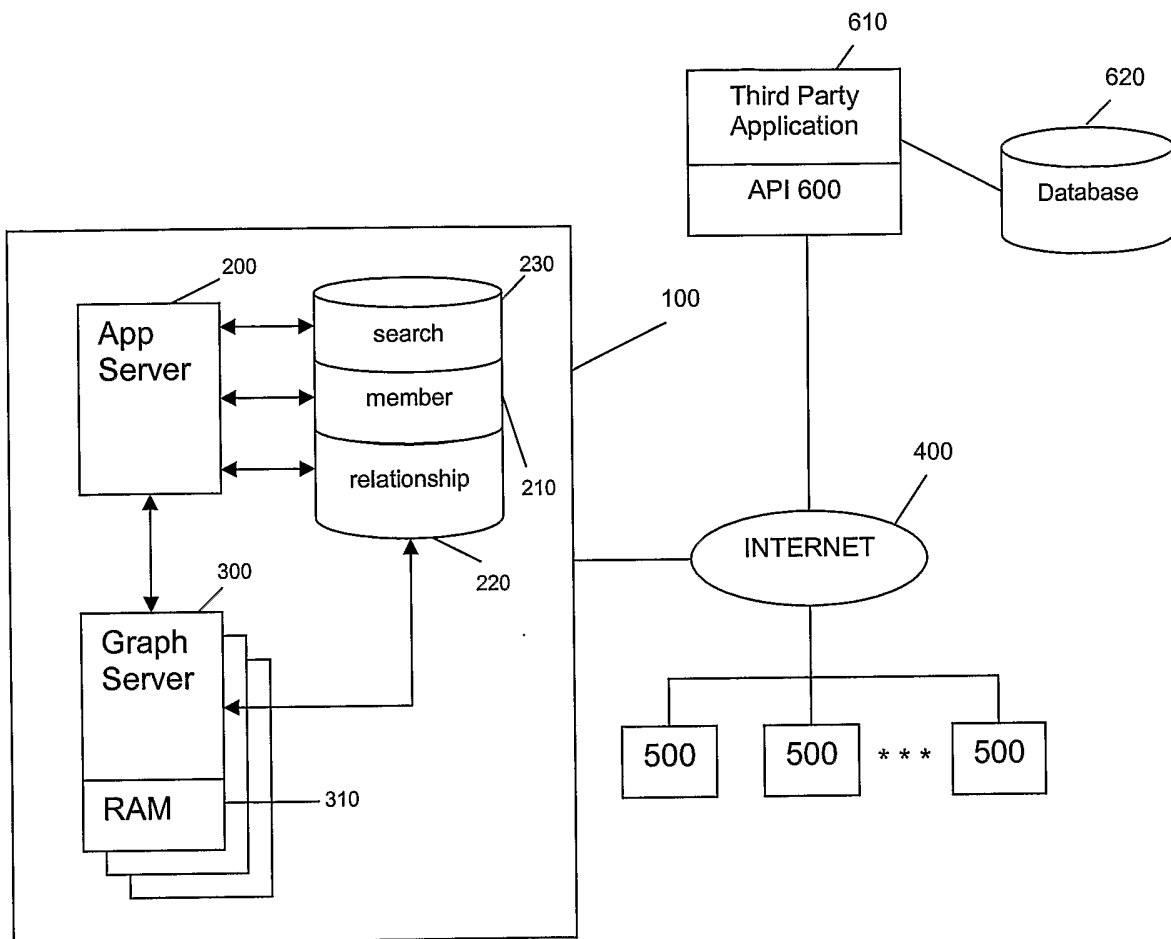 610
620
Third Party
Application
API 600
Database
200
230
100
App
Server
search
member
relationship
210
400
INTERNET
220
300
Graph
Server
RAM
310
500
500
* * *
500